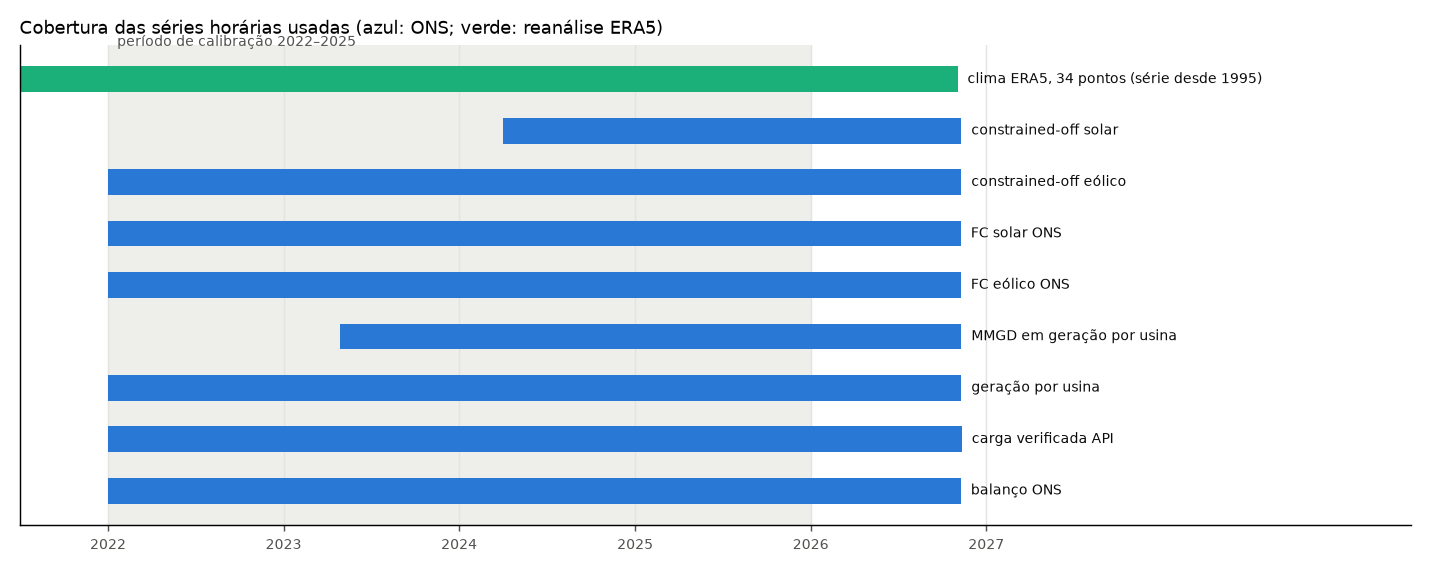 Cobertura das séries horárias usadas (azul: ONS; verde: reanálise ERA5)
período de calibração 2022–2025
clima ERA5, 34 pontos (série desde 1995)
constrained-off solar
constrained-off eólico
FC solar ONS
FC eólico ONS
MMGD em geração por usina
geração por usina
carga verificada API
balanço ONS
2022 2023 2024 2025 2026 2027